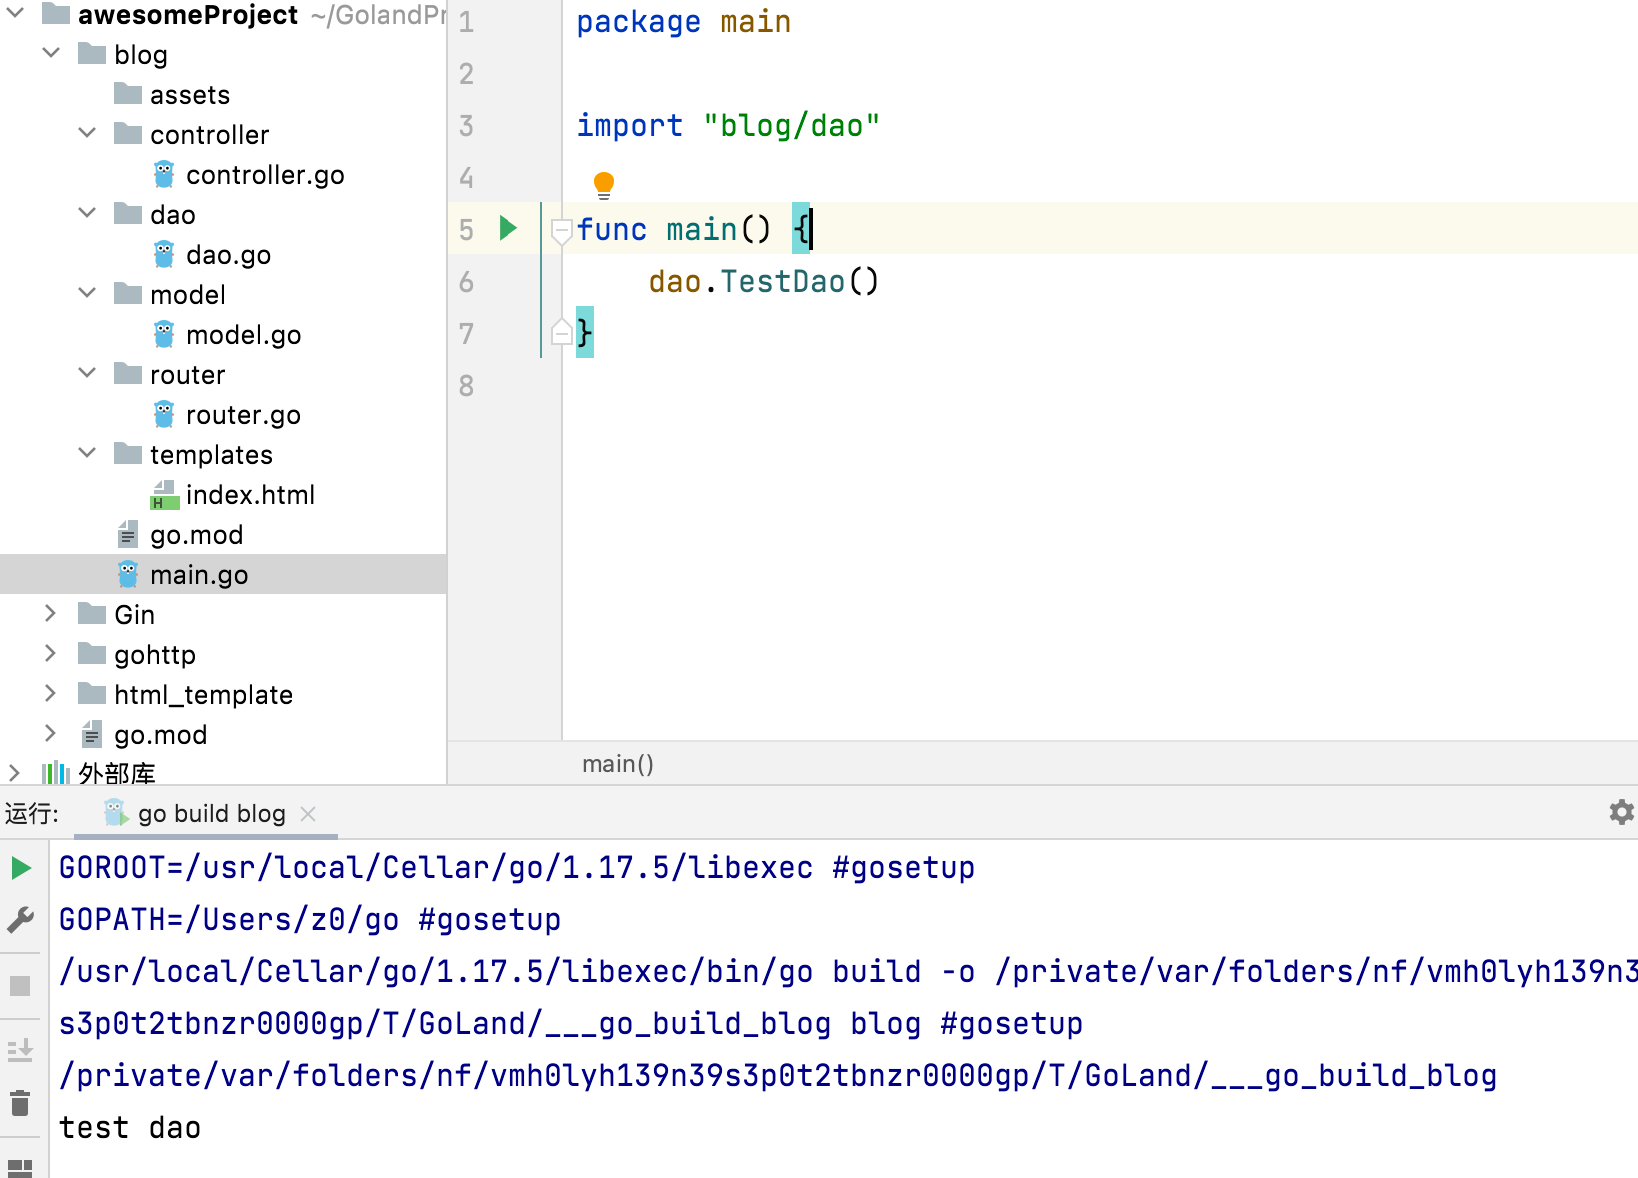 awesomeProject ~/GolandPr
blog
assets
controller
controller.go
dao
dao.go
model
model.go
router
router.go
templates
index.html
go.mod
main.go
Gin
gohttp
html_template
go.mod
外部库
1 package main
2
3 import "blog/dao"
4
5 func main() {
6 dao.TestDao()
7 }
8
main()
运行: go build blog
GOROOT=/usr/local/Cellar/go/1.17.5/libexec #gosetup
GOPATH=/Users/z0/go #gosetup
/usr/local/Cellar/go/1.17.5/libexec/bin/go build -o /private/var/folders/nf/vmh0lyh139n3
s3p0t2tbnzr0000gp/T/GoLand/___go_build_blog blog #gosetup
/private/var/folders/nf/vmh0lyh139n39s3p0t2tbnzr0000gp/T/GoLand/___go_build_blog
test dao